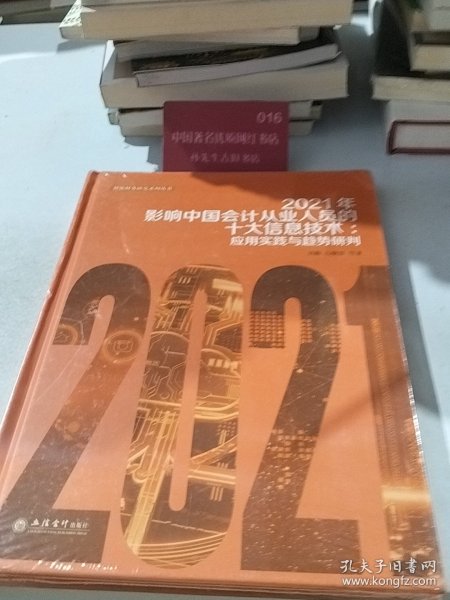 016
中国著名优师网红书店
孙先生古旧书店
2021年
影响中国会计从业人员的
十大信息技术：
应用实践与趋势研判
2021
立信会计出版社
孔夫子旧书网
www.kongfz.com